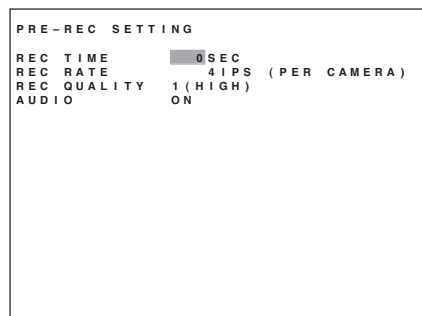 PRE–REC SETTING
REC TIME 0SEC
REC RATE 4IPS (PER CAMERA)
REC QUALITY 1(HIGH)
AUDIO ON